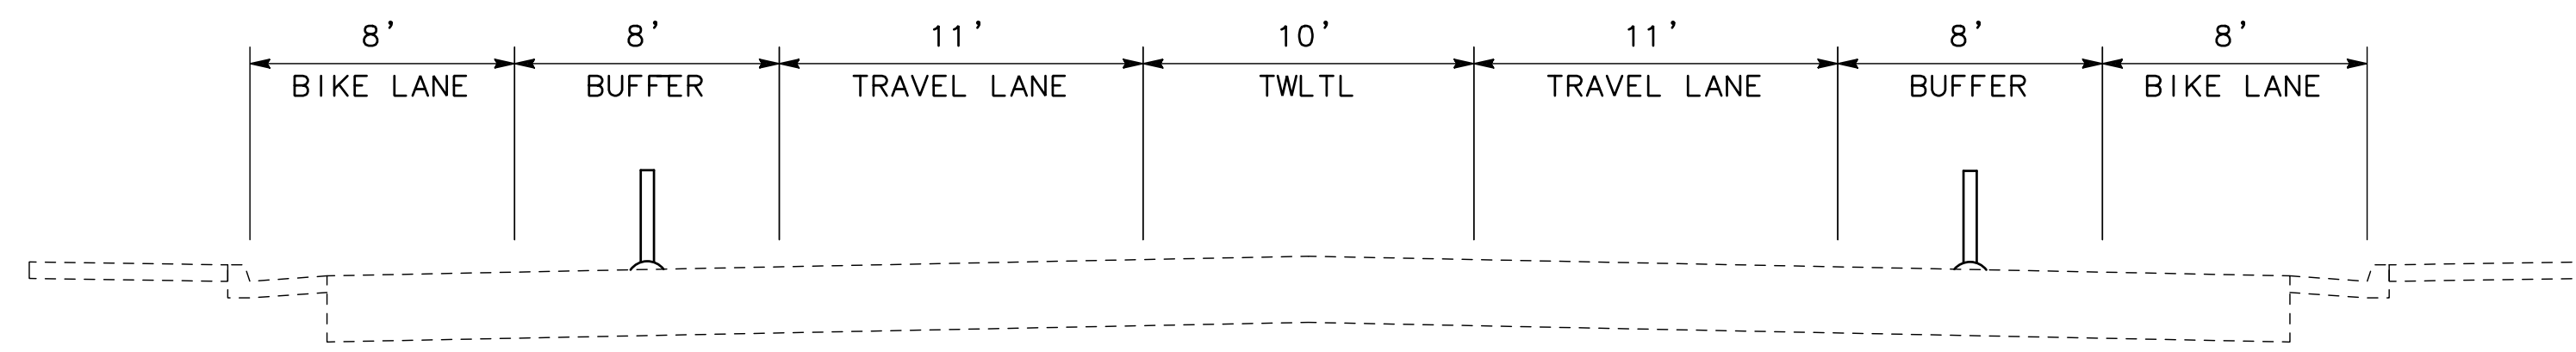 8' 8' 11' 10' 11' 8' 8'
BIKE LANE BUFFER TRAVEL LANE TWLTL TRAVEL LANE BUFFER BIKE LANE